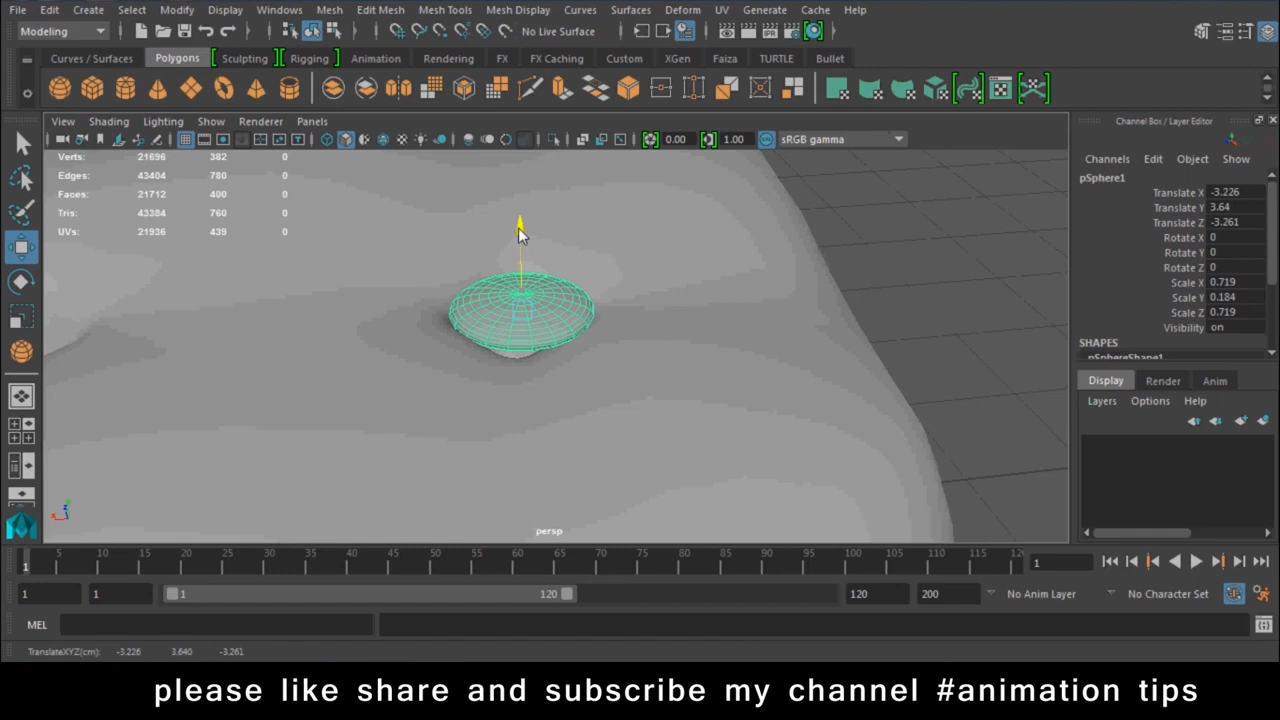 File Edit Create Select Modify Display Windows Mesh Edit Mesh Mesh Tools Mesh Display Curves Surfaces Deform UV Generate Cache Help
Modeling No Live Surface
Curves / Surfaces Polygons Sculpting Rigging Animation Rendering FX FX Caching Custom XGen Faiza TURTLE Bullet
View Shading Lighting Show Renderer Panels
0.00 1.00 sRGB gamma
Verts: 21696 382 0
Edges: 43404 780 0
Faces: 21712 400 0
Tris: 43384 760 0
UVs: 21936 439 0
persp
Channel Box / Layer Editor
Channels Edit Object Show
pSphere1
Translate X -3.226
Translate Y 3.64
Translate Z -3.261
Rotate X 0
Rotate Y 0
Rotate Z 0
Scale X 0.719
Scale Y 0.184
Scale Z 0.719
Visibility on
SHAPES
pSphereShape1
Display Render Anim
Layers Options Help
5 10 15 20 25 30 35 40 45 50 55 60 65 70 75 80 85 90 95 100 105 110 115 12
1 1
1 1 1 120 120 200 No Anim Layer No Character Set
MEL
TranslateXYZ(cm): -3.226 3.640 -3.261
please like share and subscribe my channel #animation tips